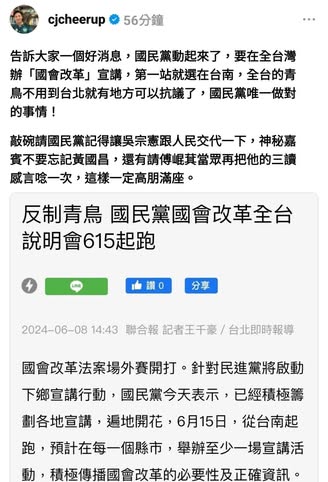 cjcheerup 56分鐘
告訴大家一個好消息，國民黨動起來了，要在全台灣
辦「國會改革」宣講，第一站就選在台南，全台的青
鳥不用到台北就有地方可以抗議了，國民黨唯一做對
的事情！
敲碗請國民黨記得讓吳宗憲跟人民交代一下，神秘嘉
賓不要忘記黃國昌，還有請傅崐萁當眾再把他的三讀
感言唸一次，這樣一定高朋滿座。
反制青鳥 國民黨國會改革全台
說明會615起跑
LINE 讚 0 分享
2024-06-08 14:43 聯合報 記者王千豪／台北即時報導
國會改革法案場外賽開打。針對民進黨將啟動
下鄉宣講行動，國民黨今天表示，已經積極籌
劃各地宣講，遍地開花，6月15日，從台南起
跑，預計在每一個縣市，舉辦至少一場宣講活
動，積極傳播國會改革的必要性及正確資訊。